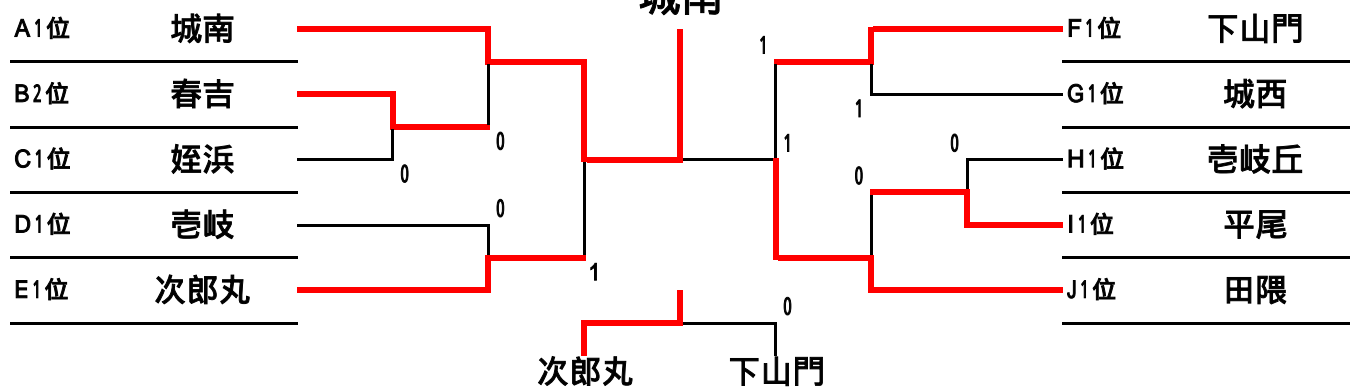 城南
A1位 城南
B2位 春吉
C1位 姪浜
D1位 壱岐
E1位 次郎丸
0
0
0
1
1
1
1
0
0
F1位 下山門
G1位 城西
H1位 壱岐丘
I1位 平尾
J1位 田隈
0
次郎丸 下山門